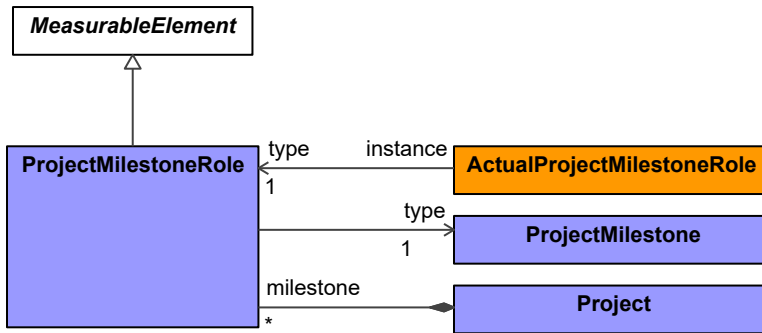 MeasurableElement
ProjectMilestoneRole
type
instance
1
ActualProjectMilestoneRole
type
1
ProjectMilestone
milestone
*
Project